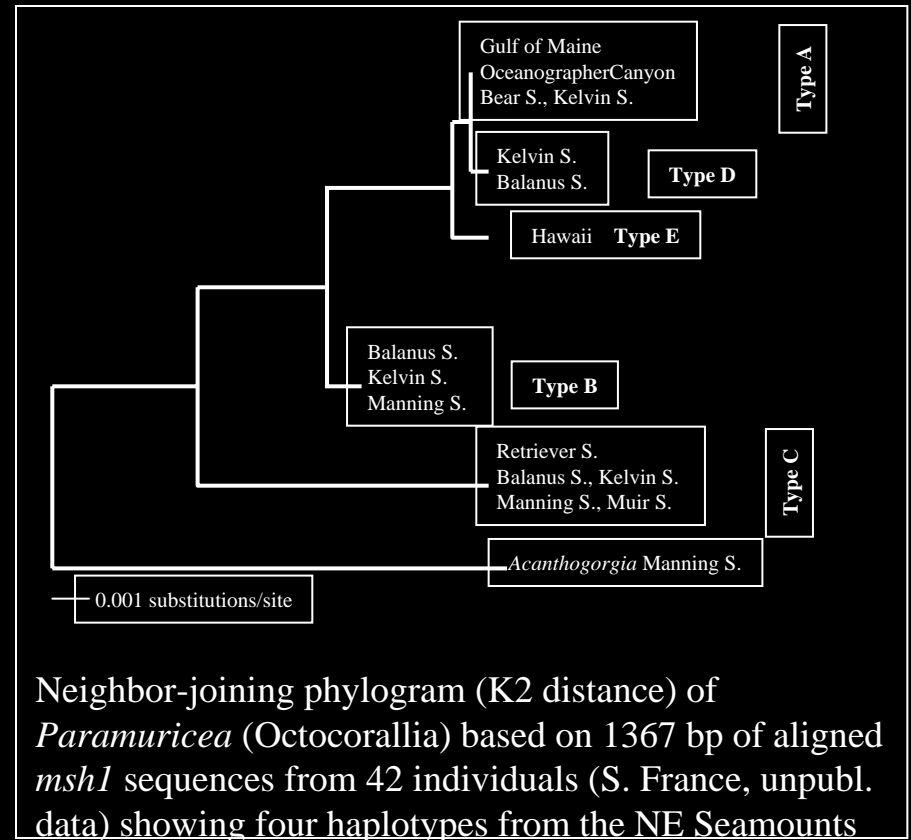 Gulf of Maine
OceanographerCanyon
Bear S., Kelvin S.
Type A
Kelvin S.
Balanus S.
Type D
Hawaii Type E
Balanus S.
Kelvin S.
Manning S.
Type B
Retriever S.
Balanus S., Kelvin S.
Manning S., Muir S.
Type C
Acanthogorgia Manning S.
0.001 substitutions/site
Neighbor-joining phylogram (K2 distance) of
Paramuricea (Octocorallia) based on 1367 bp of aligned
msh1 sequences from 42 individuals (S. France, unpubl.
data) showing four haplotypes from the NE Seamounts